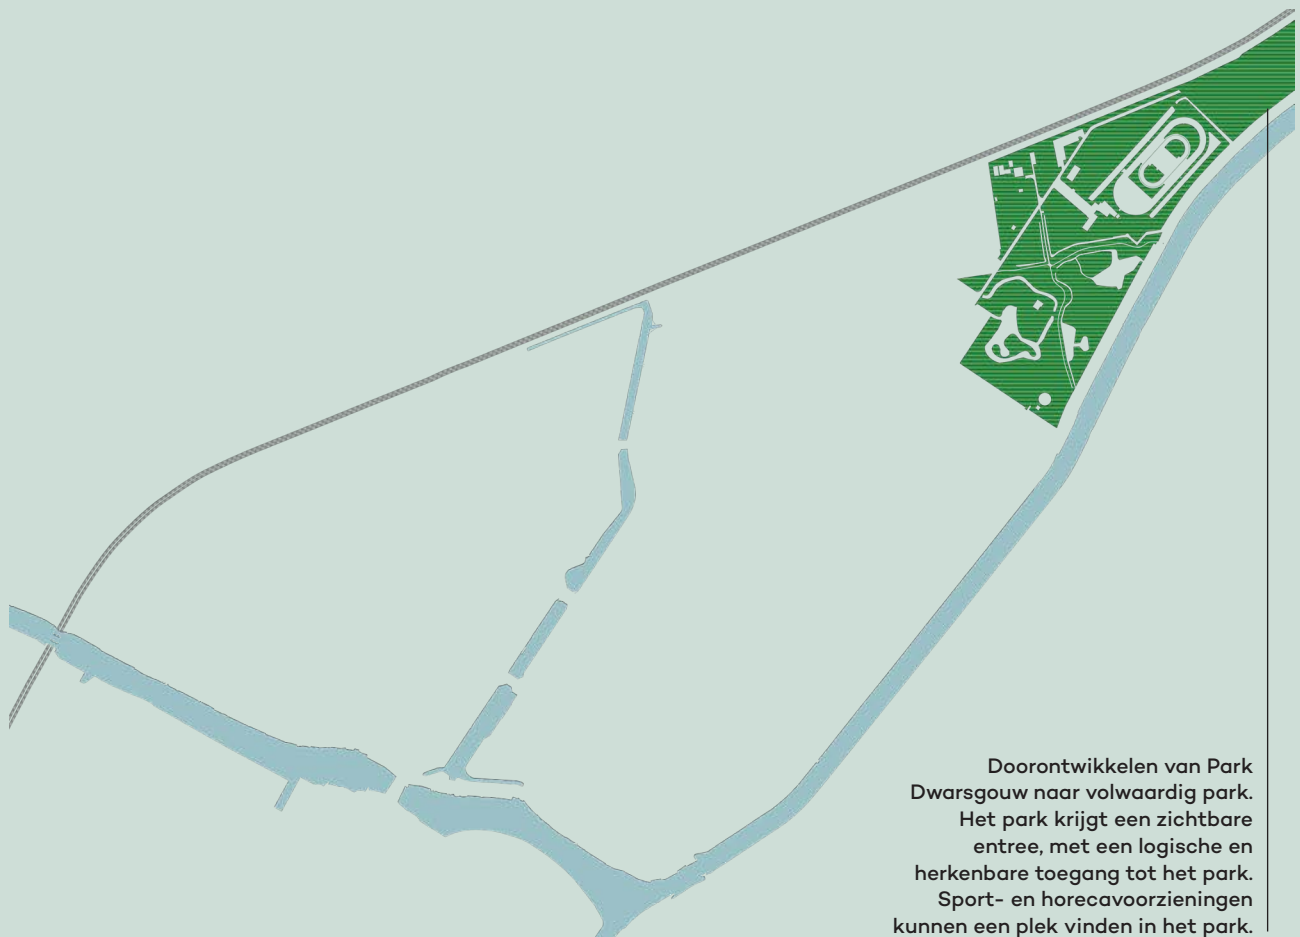 Doorontwikkelen van Park
Dwarsgouw naar volwaardig park.
Het park krijgt een zichtbare
entree, met een logische en
herkenbare toegang tot het park.
Sport- en horecavoorzieningen
kunnen een plek vinden in het park.